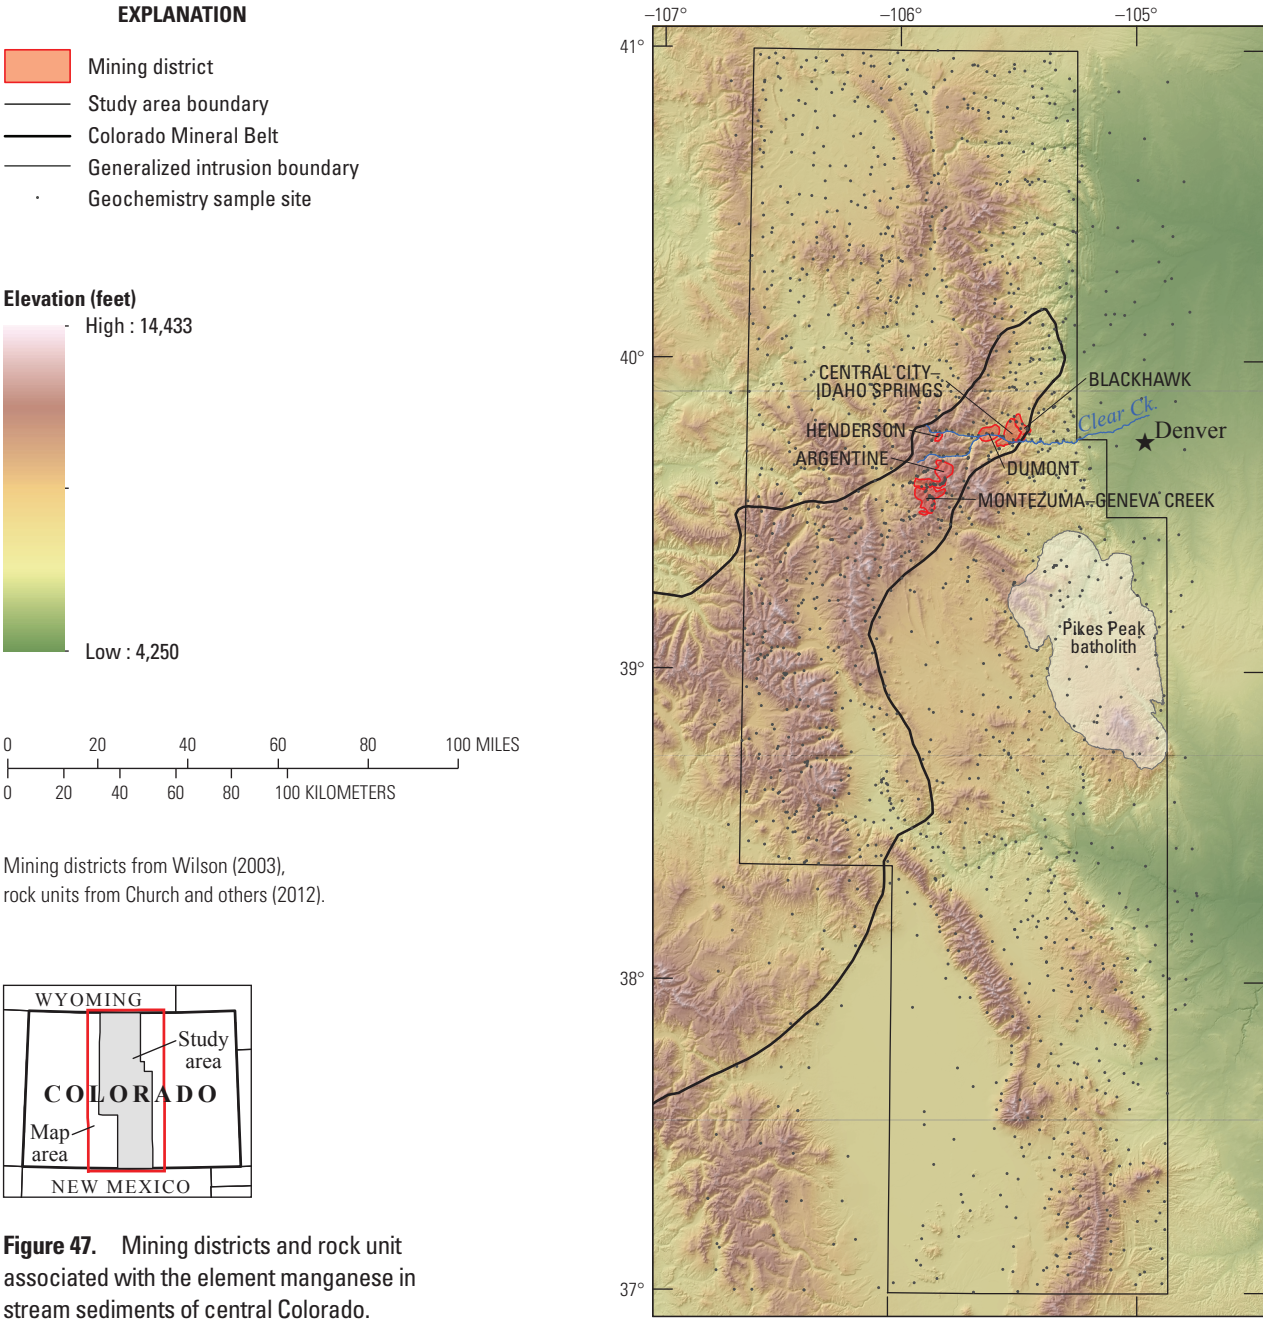 EXPLANATION
Mining district
Study area boundary
Colorado Mineral Belt
Generalized intrusion boundary
Geochemistry sample site
Elevation (feet)
High : 14,433
Low : 4,250
0 20 40 60 80 100 MILES
0 20 40 60 80 100 KILOMETERS
Mining districts from Wilson (2003),
rock units from Church and others (2012).
WYOMING
Study
area
COLORADO
Map
area
NEW MEXICO
Figure 47. Mining districts and rock unit
associated with the element manganese in
stream sediments of central Colorado.
–107° –106° –105°
41°
40°
39°
38°
37°
CENTRAL CITY–
IDAHO SPRINGS
BLACKHAWK
Clear Ck.
HENDERSON
Denver
ARGENTINE
DUMONT
MONTEZUMA–GENEVA CREEK
Pikes Peak
batholith